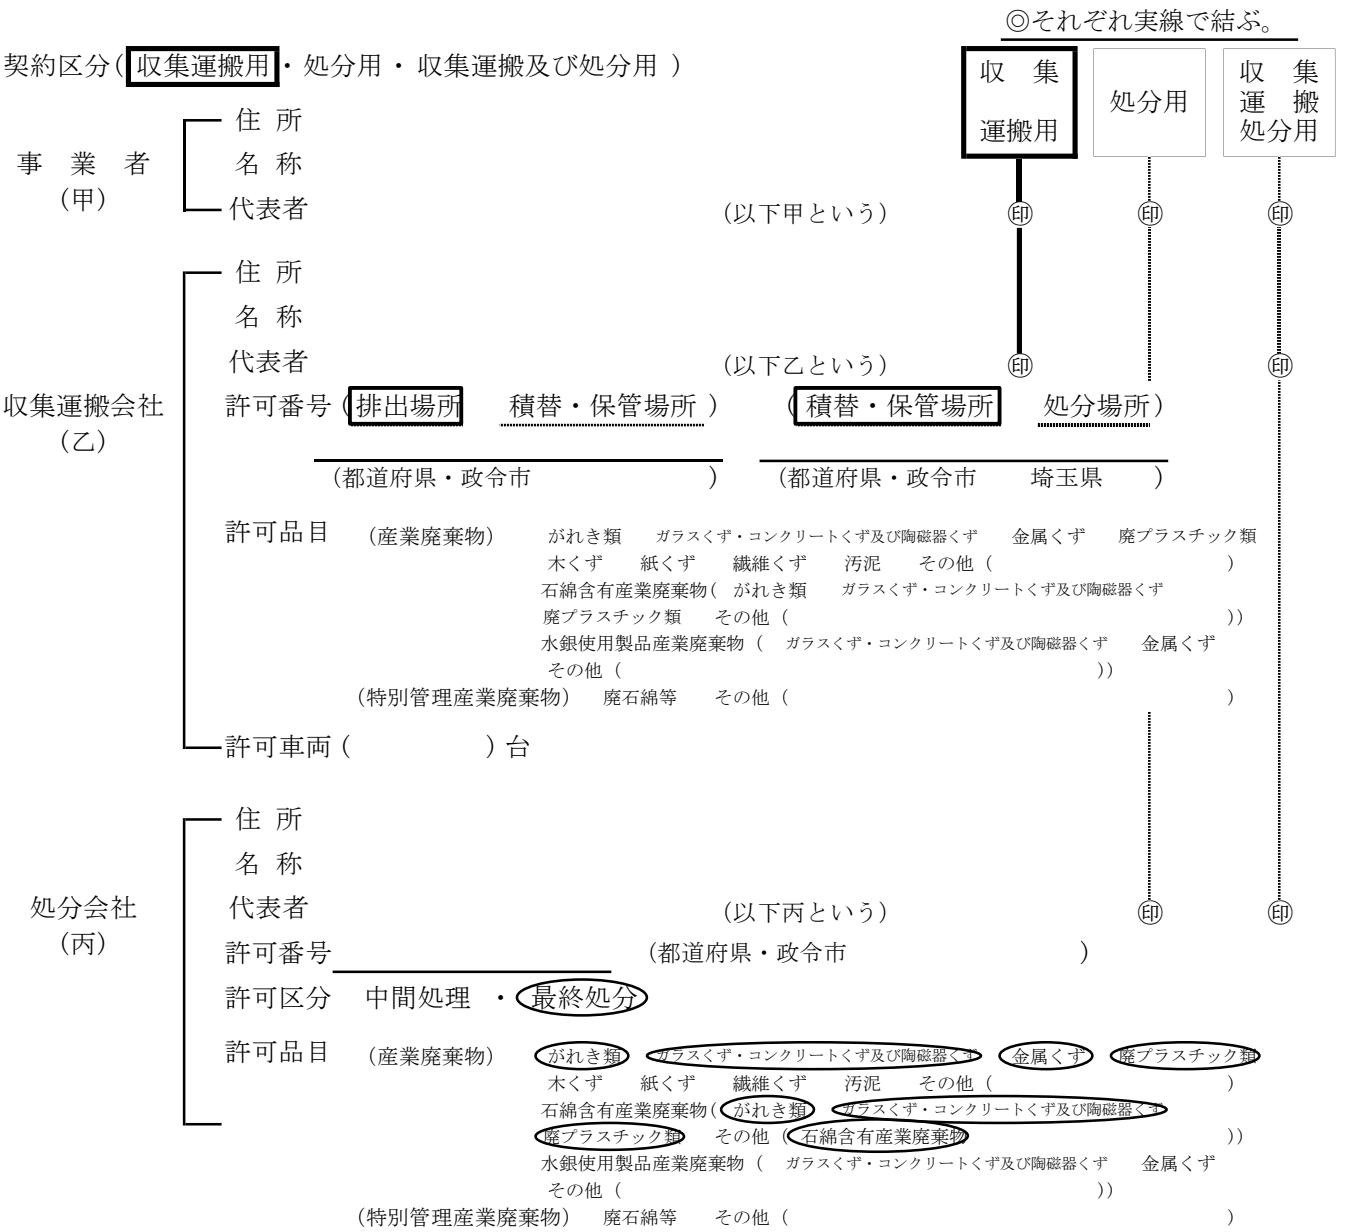 ◎それぞれ実線で結ぶ。
契約区分(収集運搬用・処分用・収集運搬及び処分用)
収集
運搬用
処分用
収集
運搬
処分用
事業者
(甲)
住所
名称
代表者 (以下甲という) ㊞ ㊞ ㊞
収集運搬会社
(乙)
住所
名称
代表者 (以下乙という) ㊞ ㊞
許可番号(排出場所 積替・保管場所) (積替・保管場所 処分場所)
(都道府県・政令市 ) (都道府県・政令市 埼玉県 )
許可品目 (産業廃棄物) がれき類 ガラスくず・コンクリートくず及び陶磁器くず 金属くず 廃プラスチック類
木くず 紙くず 繊維くず 汚泥 その他( )
石綿含有産業廃棄物( がれき類 ガラスくず・コンクリートくず及び陶磁器くず
廃プラスチック類 その他( ))
水銀使用製品産業廃棄物( ガラスくず・コンクリートくず及び陶磁器くず 金属くず
その他( ))
(特別管理産業廃棄物) 廃石綿等 その他( )
許可車両( )台
処分会社
(丙)
住所
名称
代表者 (以下丙という) ㊞ ㊞
許可番号 (都道府県・政令市 )
許可区分 中間処理 ・ 最終処分
許可品目 (産業廃棄物) がれき類 ガラスくず・コンクリートくず及び陶磁器くず 金属くず 廃プラスチック類
木くず 紙くず 繊維くず 汚泥 その他( )
石綿含有産業廃棄物( がれき類 ガラスくず・コンクリートくず及び陶磁器くず
廃プラスチック類 その他( 石綿含有産業廃棄物 ))
水銀使用製品産業廃棄物( ガラスくず・コンクリートくず及び陶磁器くず 金属くず
その他( ))
(特別管理産業廃棄物) 廃石綿等 その他( )